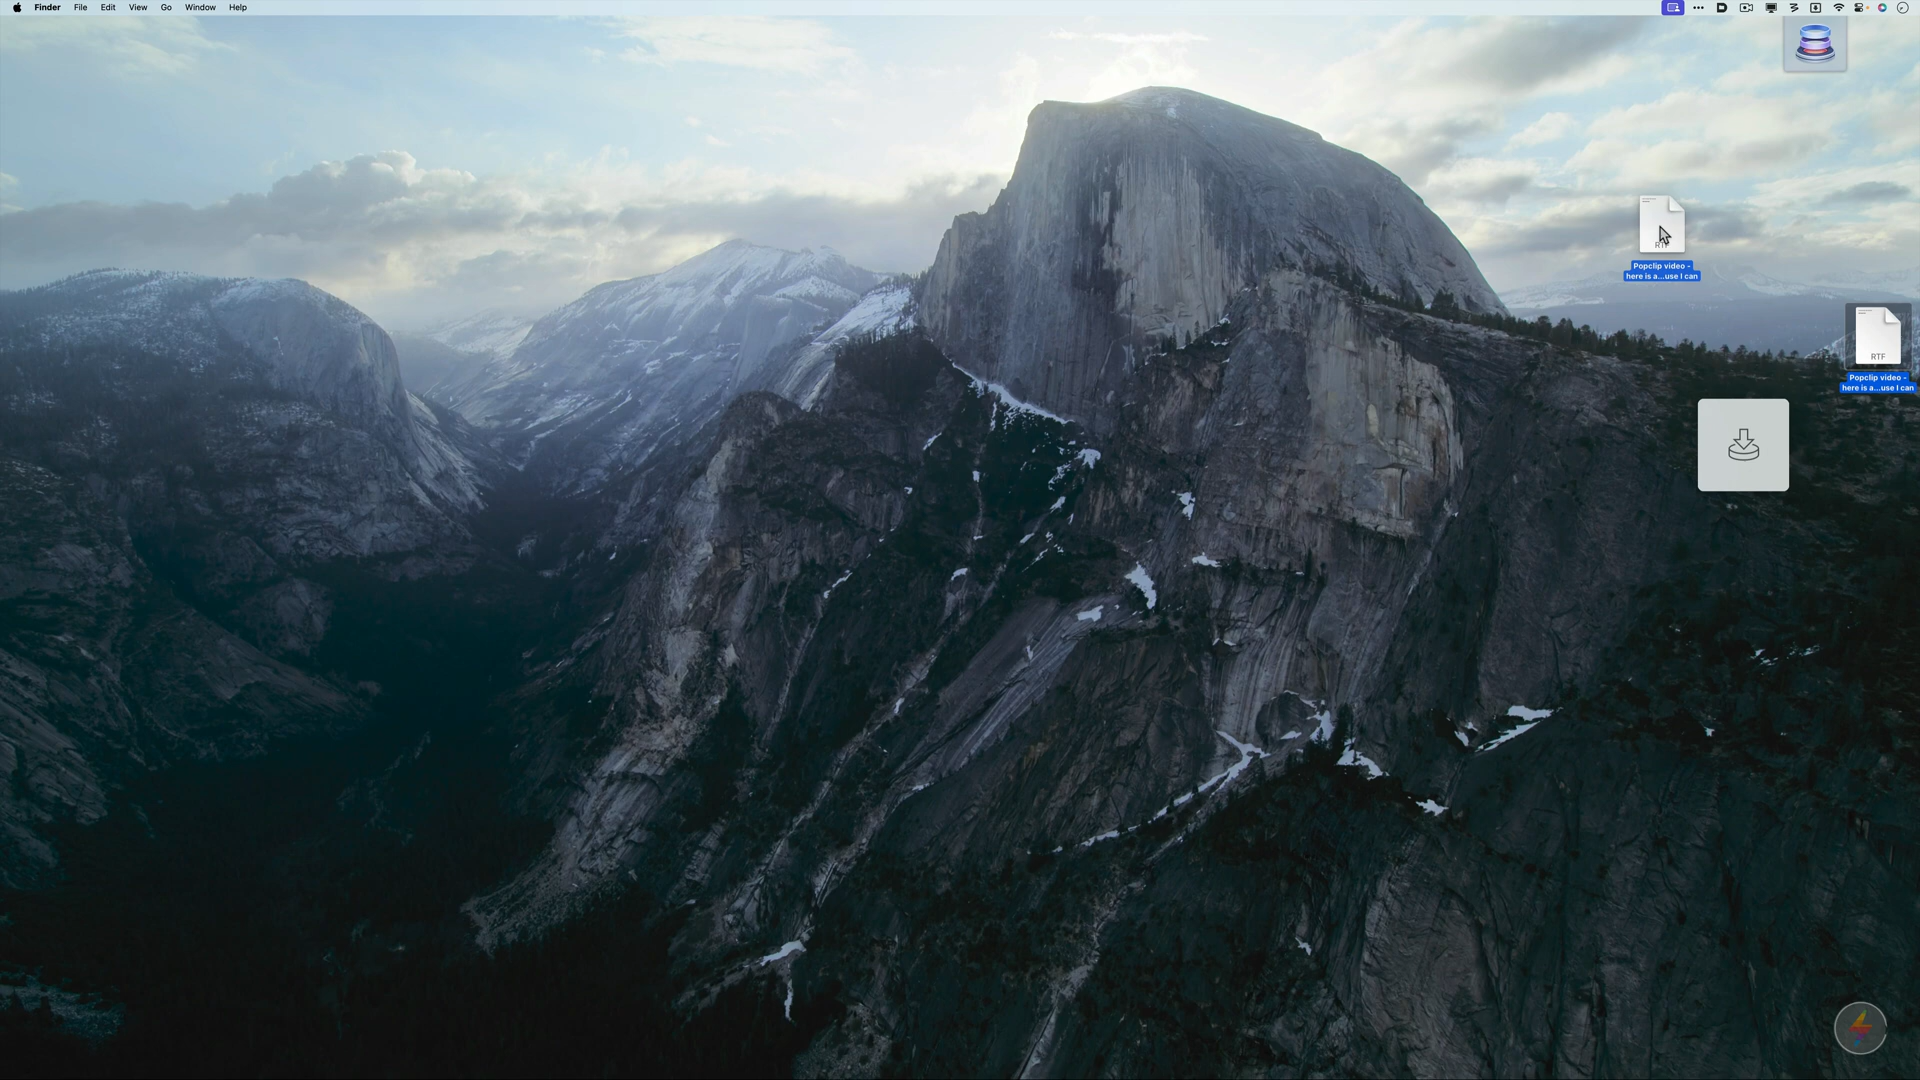 Finder File Edit View Go Window Help
RTF
Popclip video -
here is a...use I can
RTF
Popclip video -
here is a...use I can